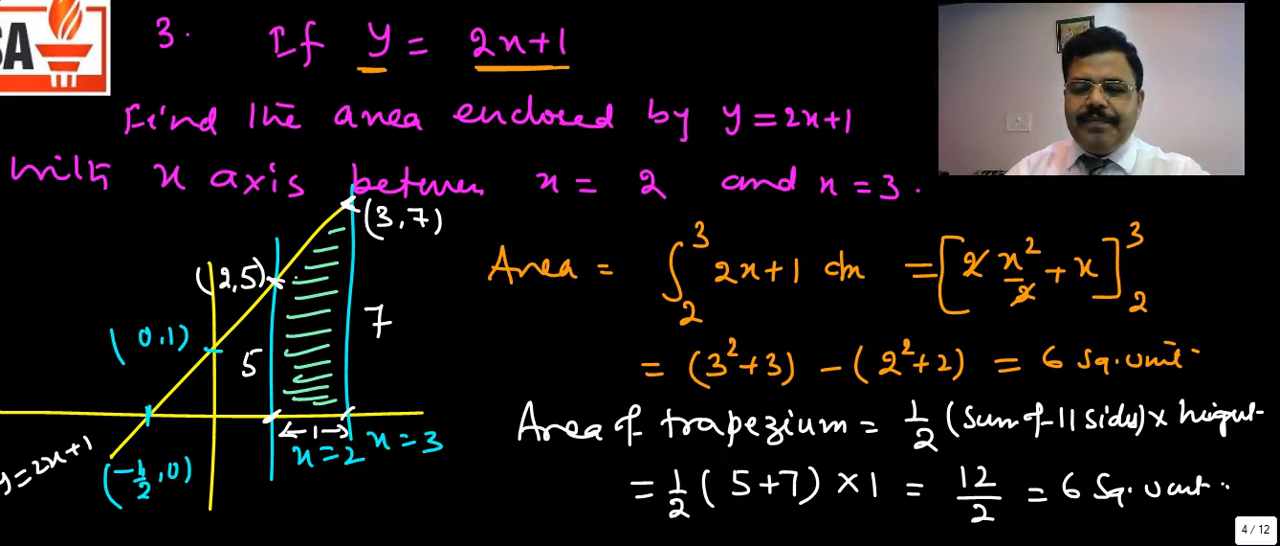 SA
3. If y = 2x+1
Find the area enclosed by y = 2x+1
with x axis between x = 2 and x = 3.
(3,7)
(2,5)
(0,1)
5
7
1
x=2 x=3
(-1/2,0)
y=2x+1
Area = ∫₂³ 2x+1 dx = [2 x²/2 + x]₂³
= (3²+3) - (2²+2) = 6 Sq.unit.
Area of trapezium = 1/2 (Sum of 11 sides) x height
= 1/2 (5+7) x 1 = 12/2 = 6 Sq.unit.
4 / 12